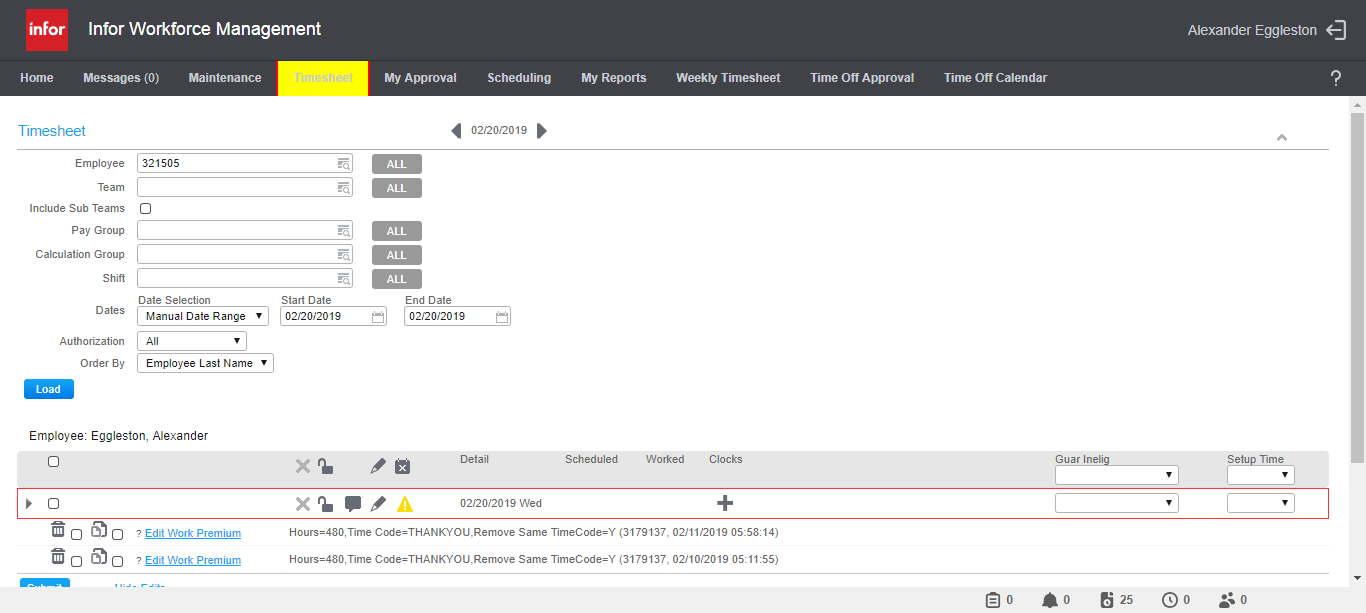 infor Infor Workforce Management Alexander Eggleston
Home Messages (0) Maintenance Timesheet My Approval Scheduling My Reports Weekly Timesheet Time Off Approval Time Off Calendar ?
Timesheet 02/20/2019
Employee 321505 ALL
Team ALL
Include Sub Teams
Pay Group ALL
Calculation Group ALL
Shift ALL
Date Selection Start Date End Date
Dates Manual Date Range 02/20/2019 02/20/2019
Authorization All
Order By Employee Last Name
Load
Employee: Eggleston, Alexander
Detail Scheduled Worked Clocks Guar Inelig Setup Time
02/20/2019 Wed
? Edit Work Premium Hours=480,Time Code=THANKYOU,Remove Same TimeCode=Y (3179137, 02/11/2019 05:58:14)
? Edit Work Premium Hours=480,Time Code=THANKYOU,Remove Same TimeCode=Y (3179137, 02/10/2019 05:11:55)
Submit Hide Edits
0 0 25 0 0